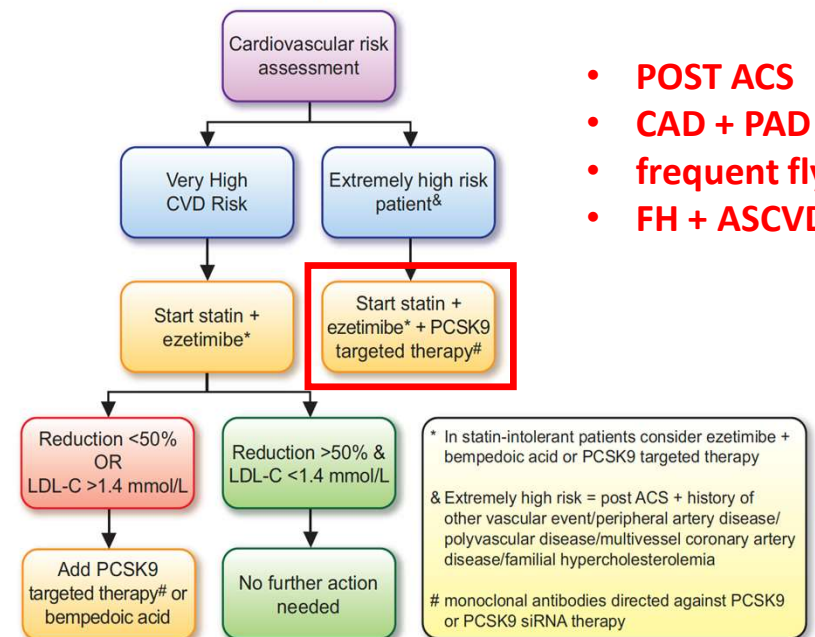 Cardiovascular risk
assessment
• POST ACS
• CAD + PAD
• frequent
• FH +
Very High
CVD Risk
Extremely high risk
patient&
Start statin +
ezetimibe*
Start statin +
ezetimibe* + PCSK9
targeted therapy#
Reduction <50%
OR
LDL-C >1.4 mmol/L
Reduction >50% &
LDL-C <1.4 mmol/L
Add PCSK9
targeted therapy# or
bempedoic acid
No further action
needed
* In statin-intolerant patients consider ezetimibe +
bempedoic acid or PCSK9 targeted therapy
& Extremely high risk = post ACS + history of
other vascular event/peripheral artery disease/
polyvascular disease/multivessel coronary artery
disease/familial hypercholesterolemia
# monoclonal antibodies directed against PCSK9
or PCSK9 siRNA therapy